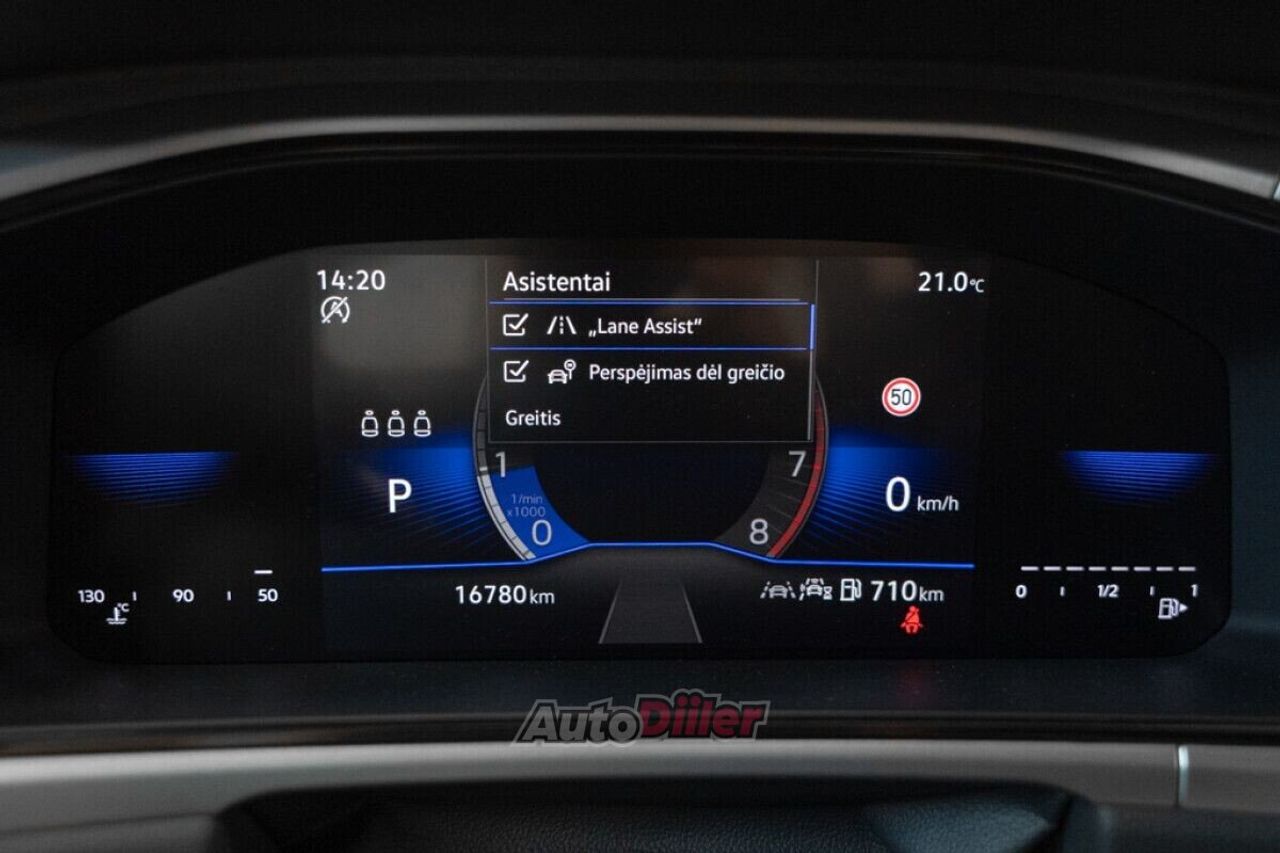 14:20
Asistentai
21.0°C
„Lane Assist“
Perspėjimas dėl greičio
50
Greitis
1
7
P
1/min
x1000
0
8
0 km/h
130 90 50
°C
16780 km
710 km
0 1/2 1
AutoDiiler